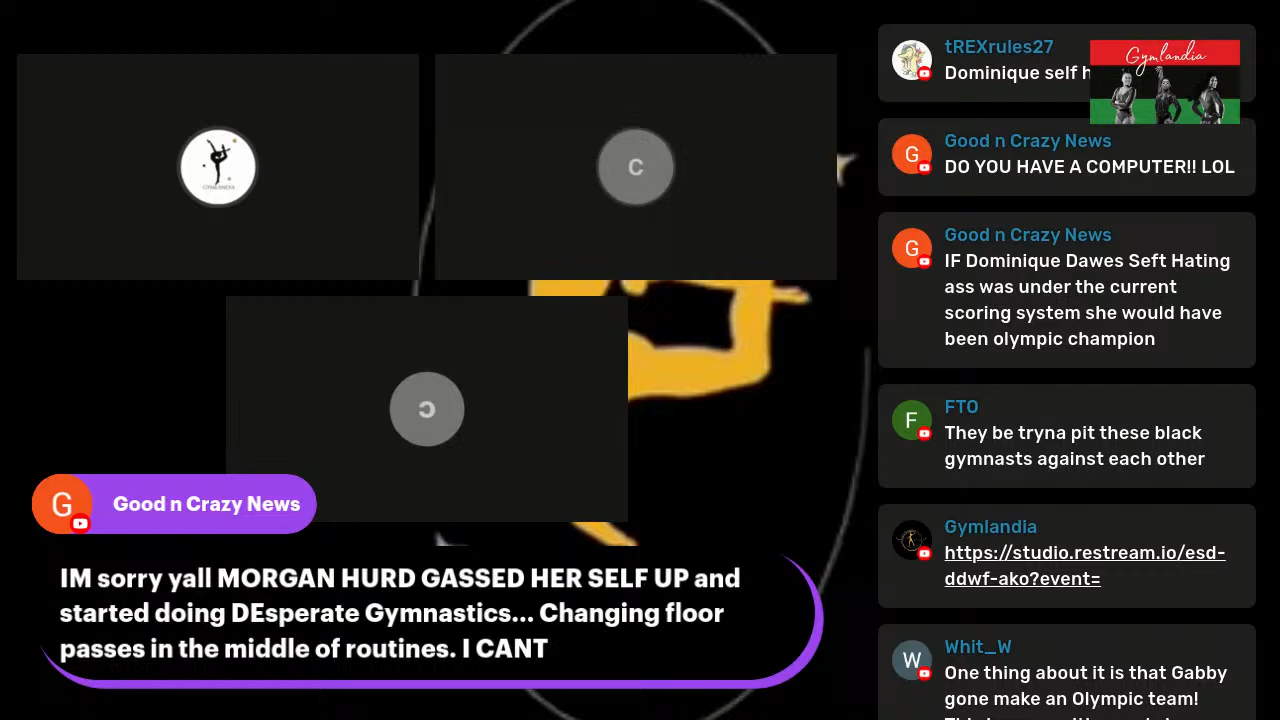 GYMLANDIA
C
C
G
Good n Crazy News
IM sorry yall MORGAN HURD GASSED HER SELF UP and
started doing DEsperate Gymnastics... Changing floor
passes in the middle of routines. I CANT
tREXrules27
Dominique self h
Gymlandia
G
Good n Crazy News
DO YOU HAVE A COMPUTER!! LOL
G
Good n Crazy News
IF Dominique Dawes Seft Hating
ass was under the current
scoring system she would have
been olympic champion
F
FTO
They be tryna pit these black
gymnasts against each other
Gymlandia
https://studio.restream.io/esd-
ddwf-ako?event=
W
Whit_W
One thing about it is that Gabby
gone make an Olympic team!